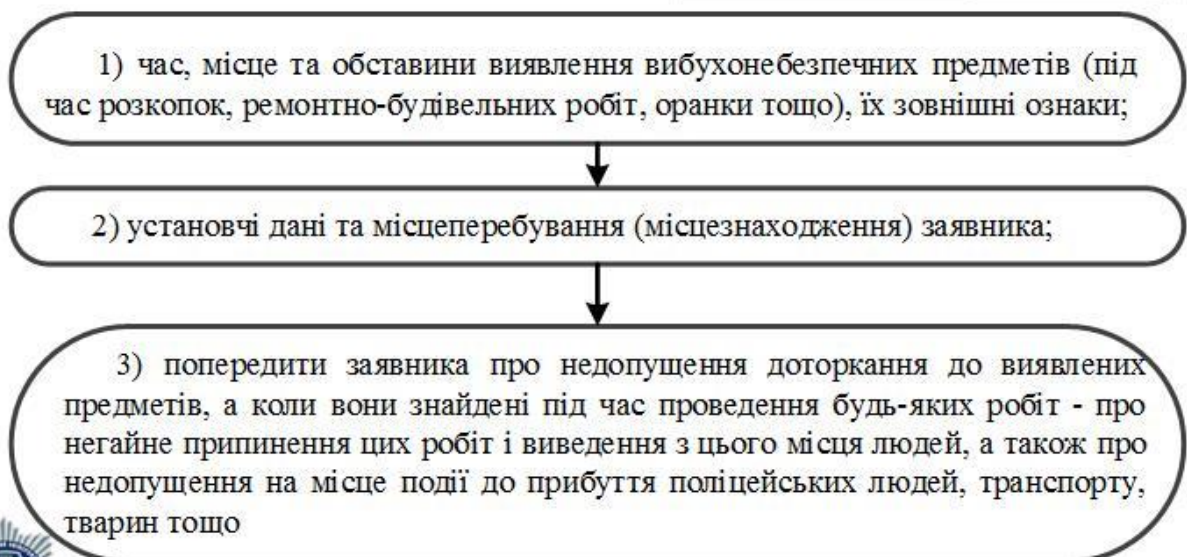 1) час, місце та обставини виявлення вибухонебезпечних предметів (під
час розкопок, ремонтно-будівельних робіт, оранки тощо), їх зовнішні ознаки;
2) установчі дані та місцеперебування (місцезнаходження) заявника;
3) попередити заявника про недопущення доторкання до виявлених
предметів, а коли вони знайдені під час проведення будь-яких робіт - про
негайне припинення цих робіт і виведення з цього місця людей, а також про
недопущення на місце події до прибуття поліцейських людей, транспорту,
тварин тощо